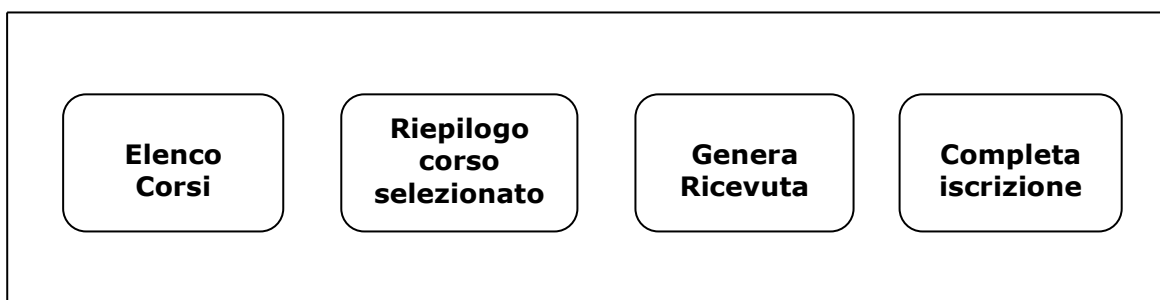 Elenco
Corsi
Riepilogo
corso
selezionato
Genera
Ricevuta
Completa
iscrizione